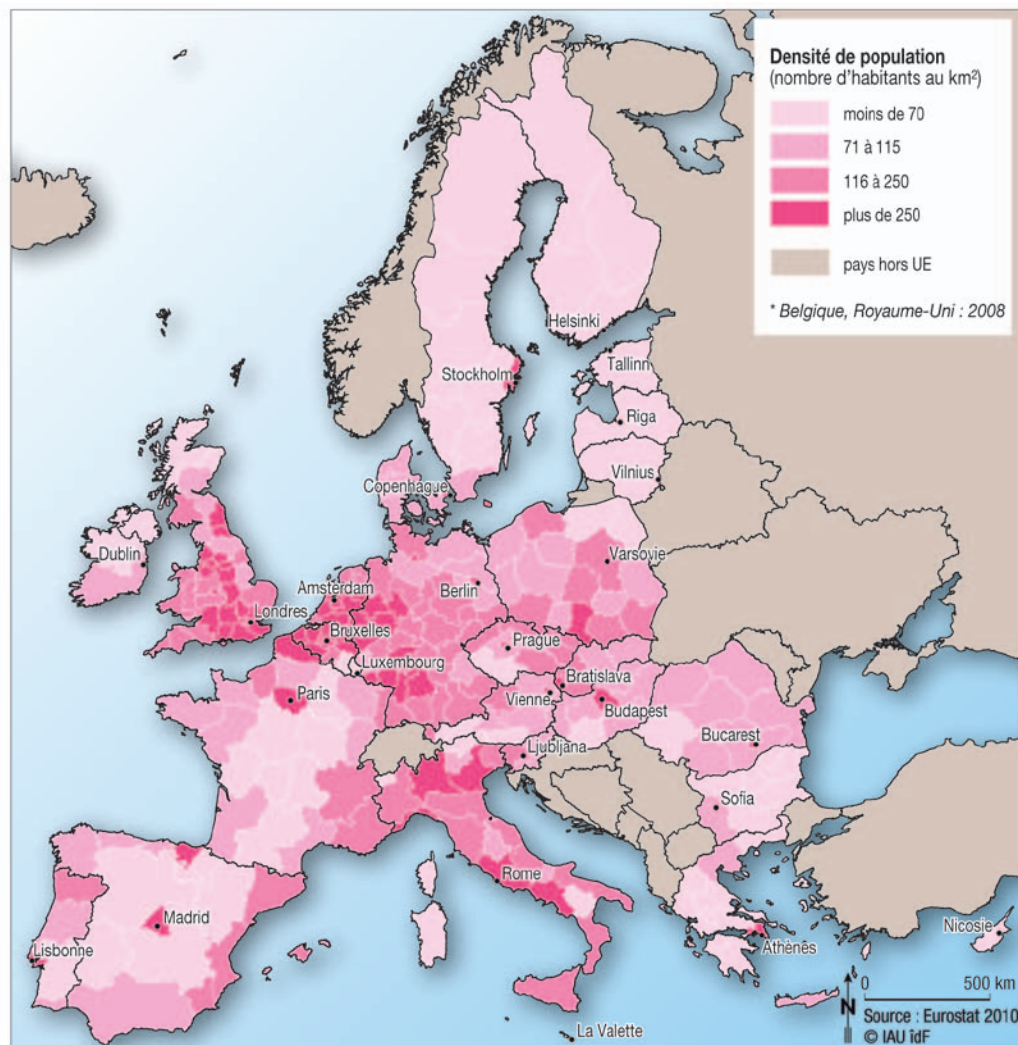 Densité de population
(nombre d'habitants au km²)
moins de 70
71 à 115
116 à 250
plus de 250
pays hors UE
* Belgique, Royaume-Uni : 2008
Helsinki
Tallinn
Stockholm
Riga
Vilnius
Copenhague
Dublin
Varsovie
Amsterdam
Berlin
Londres
Bruxelles
Prague
Luxembourg
Bratislava
Paris
Vienne
Budapest
Ljubljana
Bucarest
Sofia
Rome
Madrid
Nicosie
Lisbonne
Athènês
0 500 km
N
Source : Eurostat 2010
La Valette
© IAU îdF